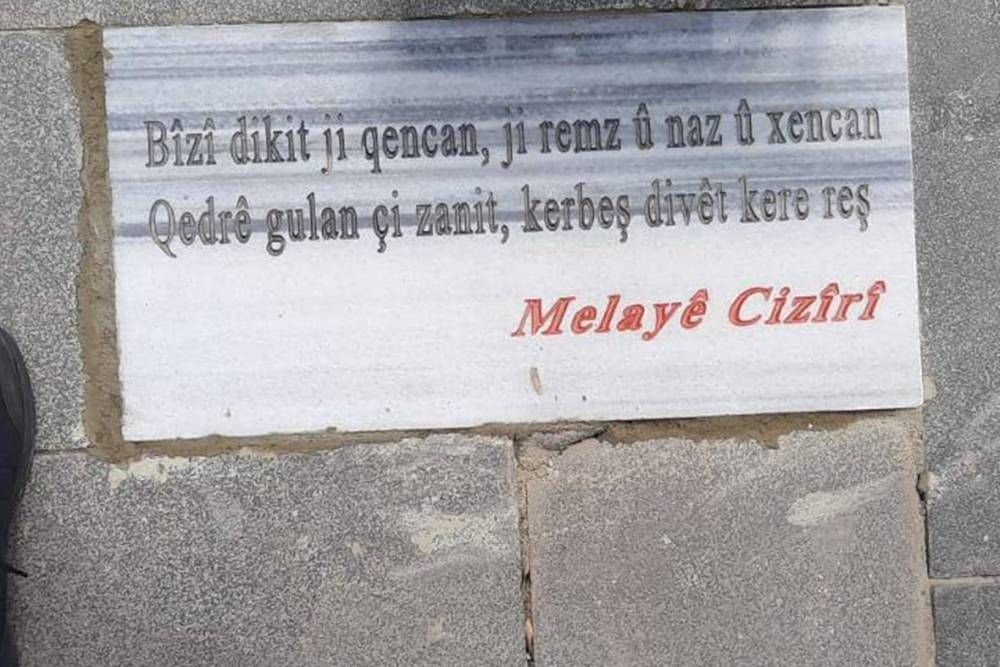 Bîzî dikit ji qencan, ji remz û naz û xencan
Qedrê gulan çi zanit, kerbeş divêt kere reş
Melayê Cizîrî